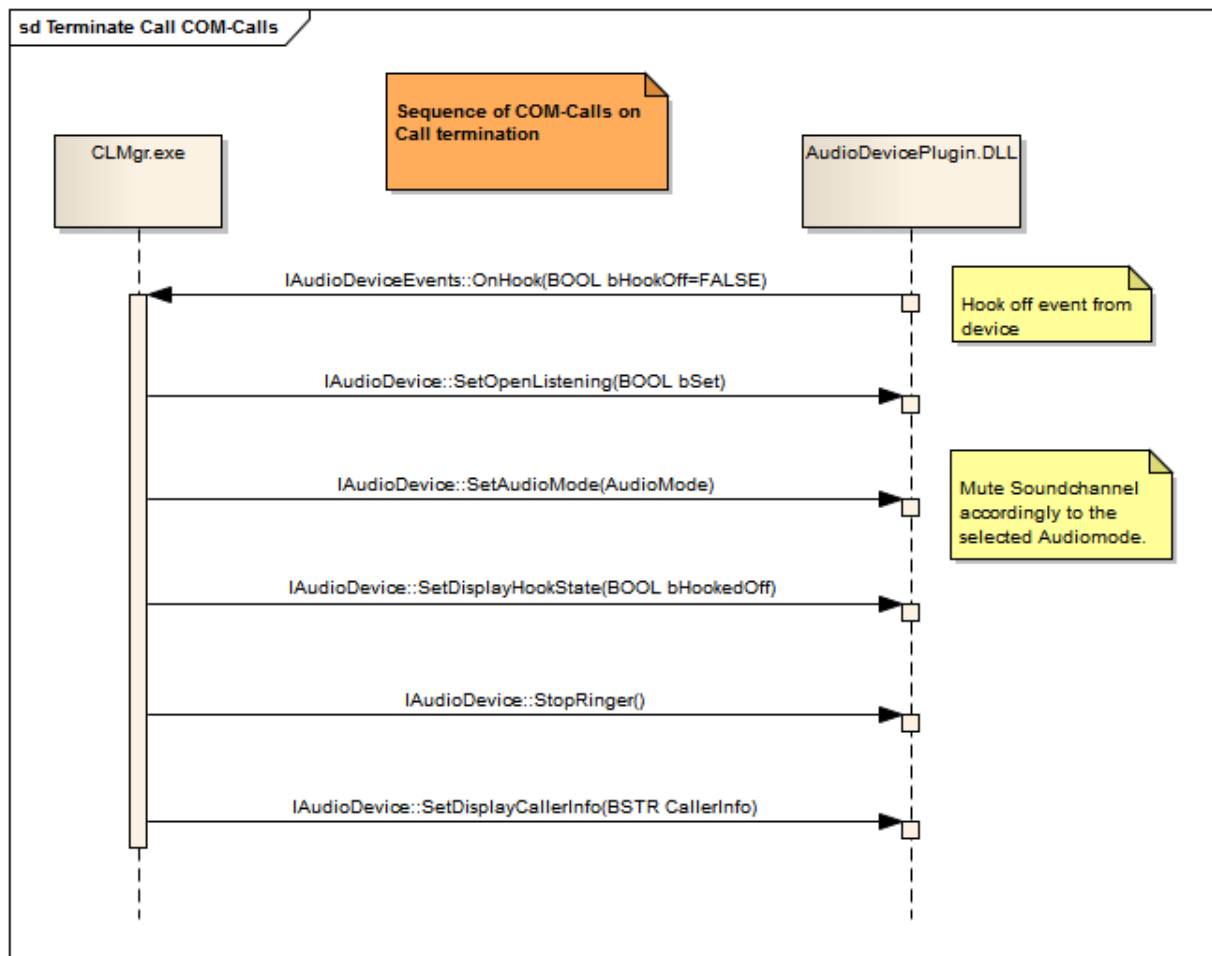 sd Terminate Call COM-Calls
Sequence of COM-Calls on
Call termination
CLMgr.exe
AudioDevicePlugin.DLL
IAudioDeviceEvents::OnHook(BOOL bHookOff=FALSE)
Hook off event from
device
IAudioDevice::SetOpenListening(BOOL bSet)
IAudioDevice::SetAudioMode(AudioMode)
Mute Soundchannel
accordingly to the
selected Audiomode.
IAudioDevice::SetDisplayHookState(BOOL bHookedOff)
IAudioDevice::StopRinger()
IAudioDevice::SetDisplayCallerInfo(BSTR CallerInfo)